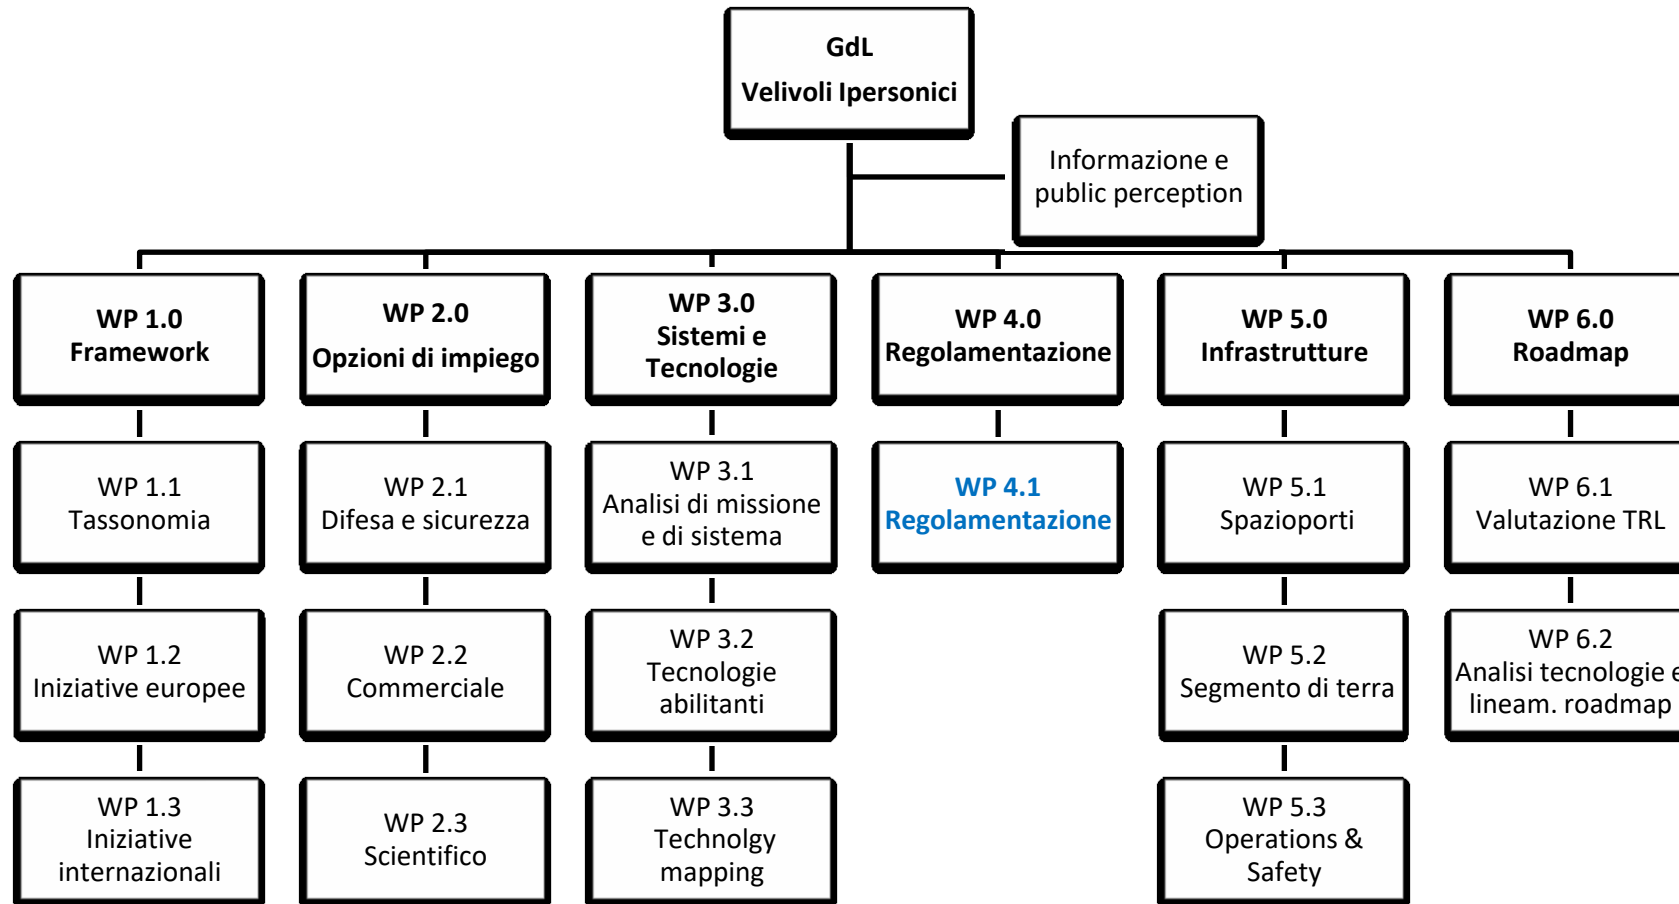 GdL
Velivoli Ipersonici
Informazione e
public perception
WP 1.0
Framework
WP 2.0
Opzioni di impiego
WP 3.0
Sistemi e
Tecnologie
WP 4.0
Regolamentazione
WP 5.0
Infrastrutture
WP 6.0
Roadmap
WP 1.1
Tassonomia
WP 2.1
Difesa e sicurezza
WP 3.1
Analisi di missione
e di sistema
WP 4.1
Regolamentazione
WP 5.1
Spazioporti
WP 6.1
Valutazione TRL
WP 1.2
Iniziative europee
WP 2.2
Commerciale
WP 3.2
Tecnologie
abilitanti
WP 5.2
Segmento di terra
WP 6.2
Analisi tecnologie e
lineam. roadmap
WP 1.3
Iniziative
internazionali
WP 2.3
Scientifico
WP 3.3
Technolgy
mapping
WP 5.3
Operations &
Safety